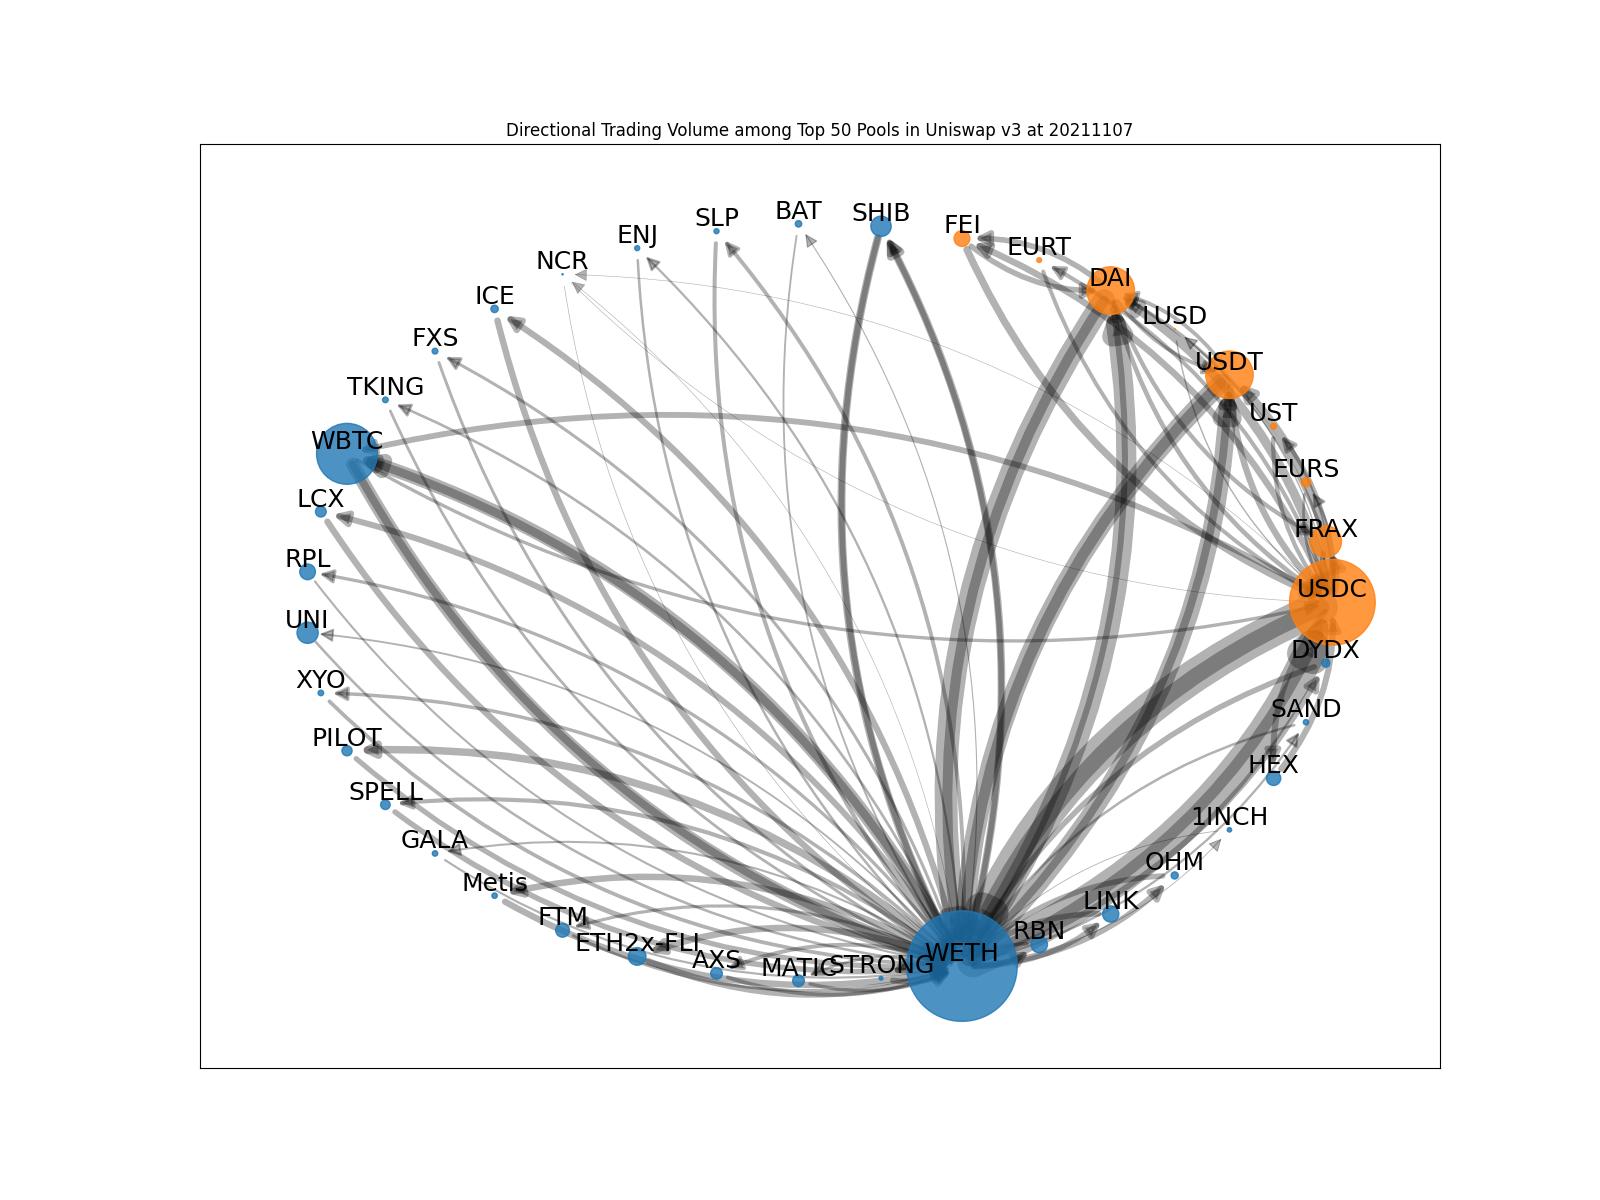 Directional Trading Volume among Top 50 Pools in Uniswap v3 at 20211107
SHIB
BAT
SLP
ENJ
NCR
ICE
FXS
TKING
WBTC
LCX
RPL
UNI
XYO
PILOT
SPELL
GALA
Metis
FTM
ETH2x-FLI
AXS
MATIC
STRONG
WETH
RBN
LINK
OHM
1INCH
HEX
SAND
DYDX
USDC
FRAX
EURS
UST
USDT
LUSD
DAI
EURT
FEI